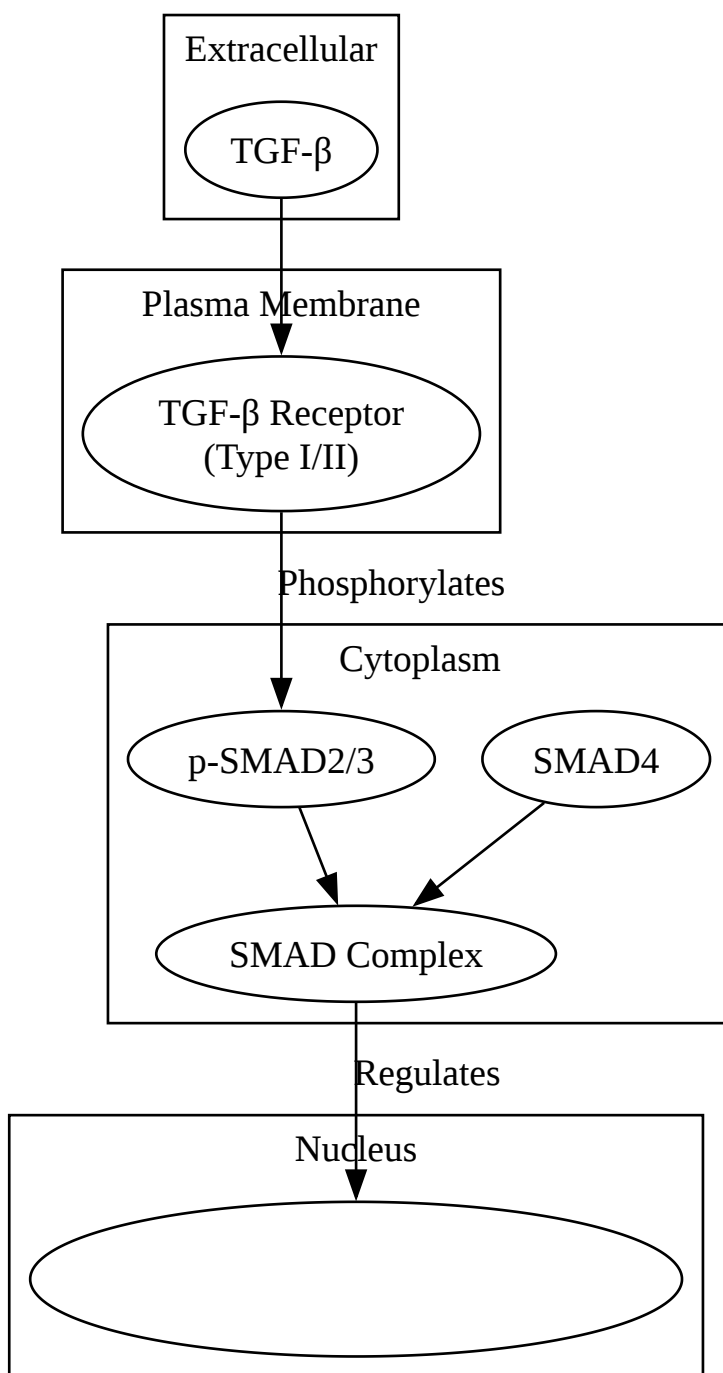 Extracellular
TGF-β
Plasma Membrane
TGF-β Receptor
(Type I/II)
Phosphorylates
Cytoplasm
p-SMAD2/3
SMAD4
SMAD Complex
Regulates
Nucleus